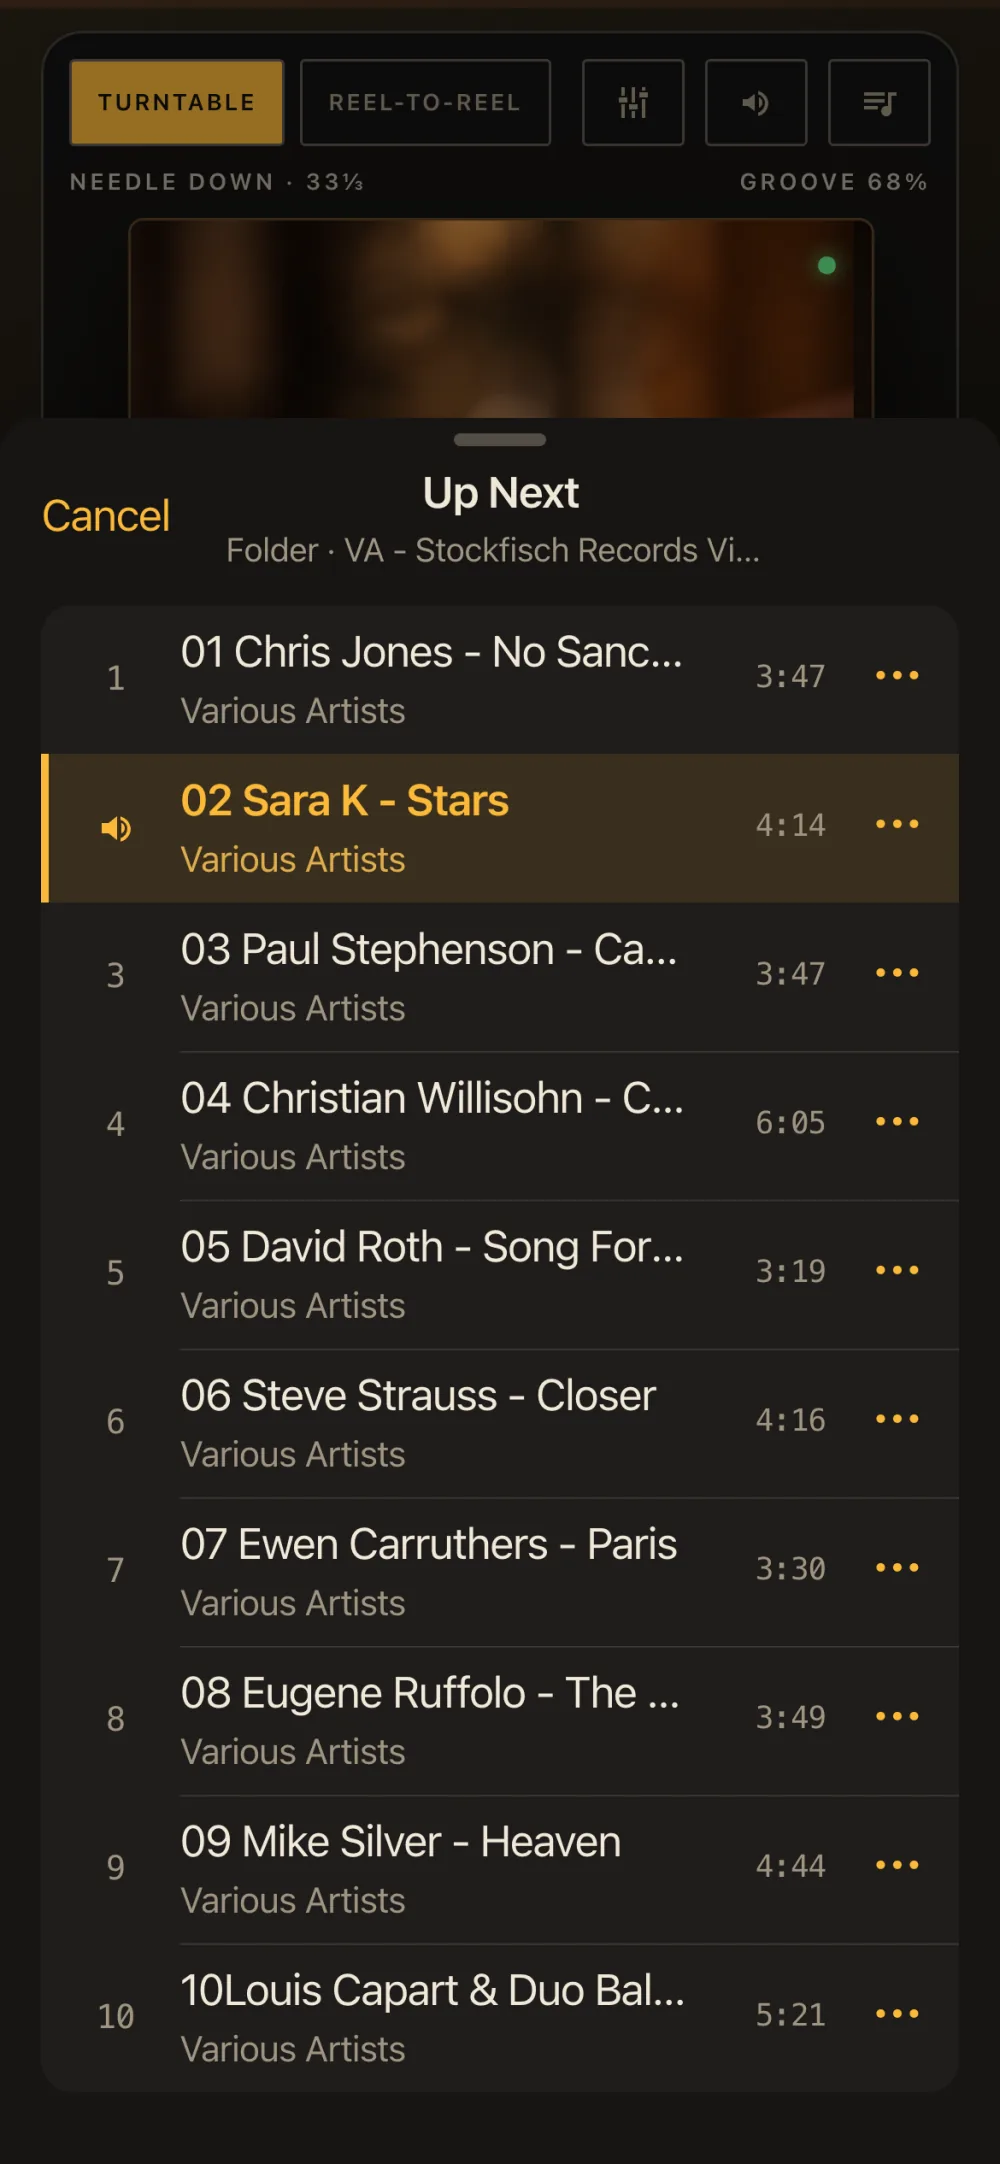 TURNTABLE
REEL-TO-REEL
NEEDLE DOWN · 33⅓
GROOVE 68%
Cancel
Up Next
Folder · VA - Stockfisch Records Vi...
1
01 Chris Jones - No Sanc...
Various Artists
3:47
02 Sara K - Stars
Various Artists
4:14
3
03 Paul Stephenson - Ca...
Various Artists
3:47
4
04 Christian Willisohn - C...
Various Artists
6:05
5
05 David Roth - Song For...
Various Artists
3:19
6
06 Steve Strauss - Closer
Various Artists
4:16
7
07 Ewen Carruthers - Paris
Various Artists
3:30
8
08 Eugene Ruffolo - The ...
Various Artists
3:49
9
09 Mike Silver - Heaven
Various Artists
4:44
10
10Louis Capart & Duo Bal...
Various Artists
5:21